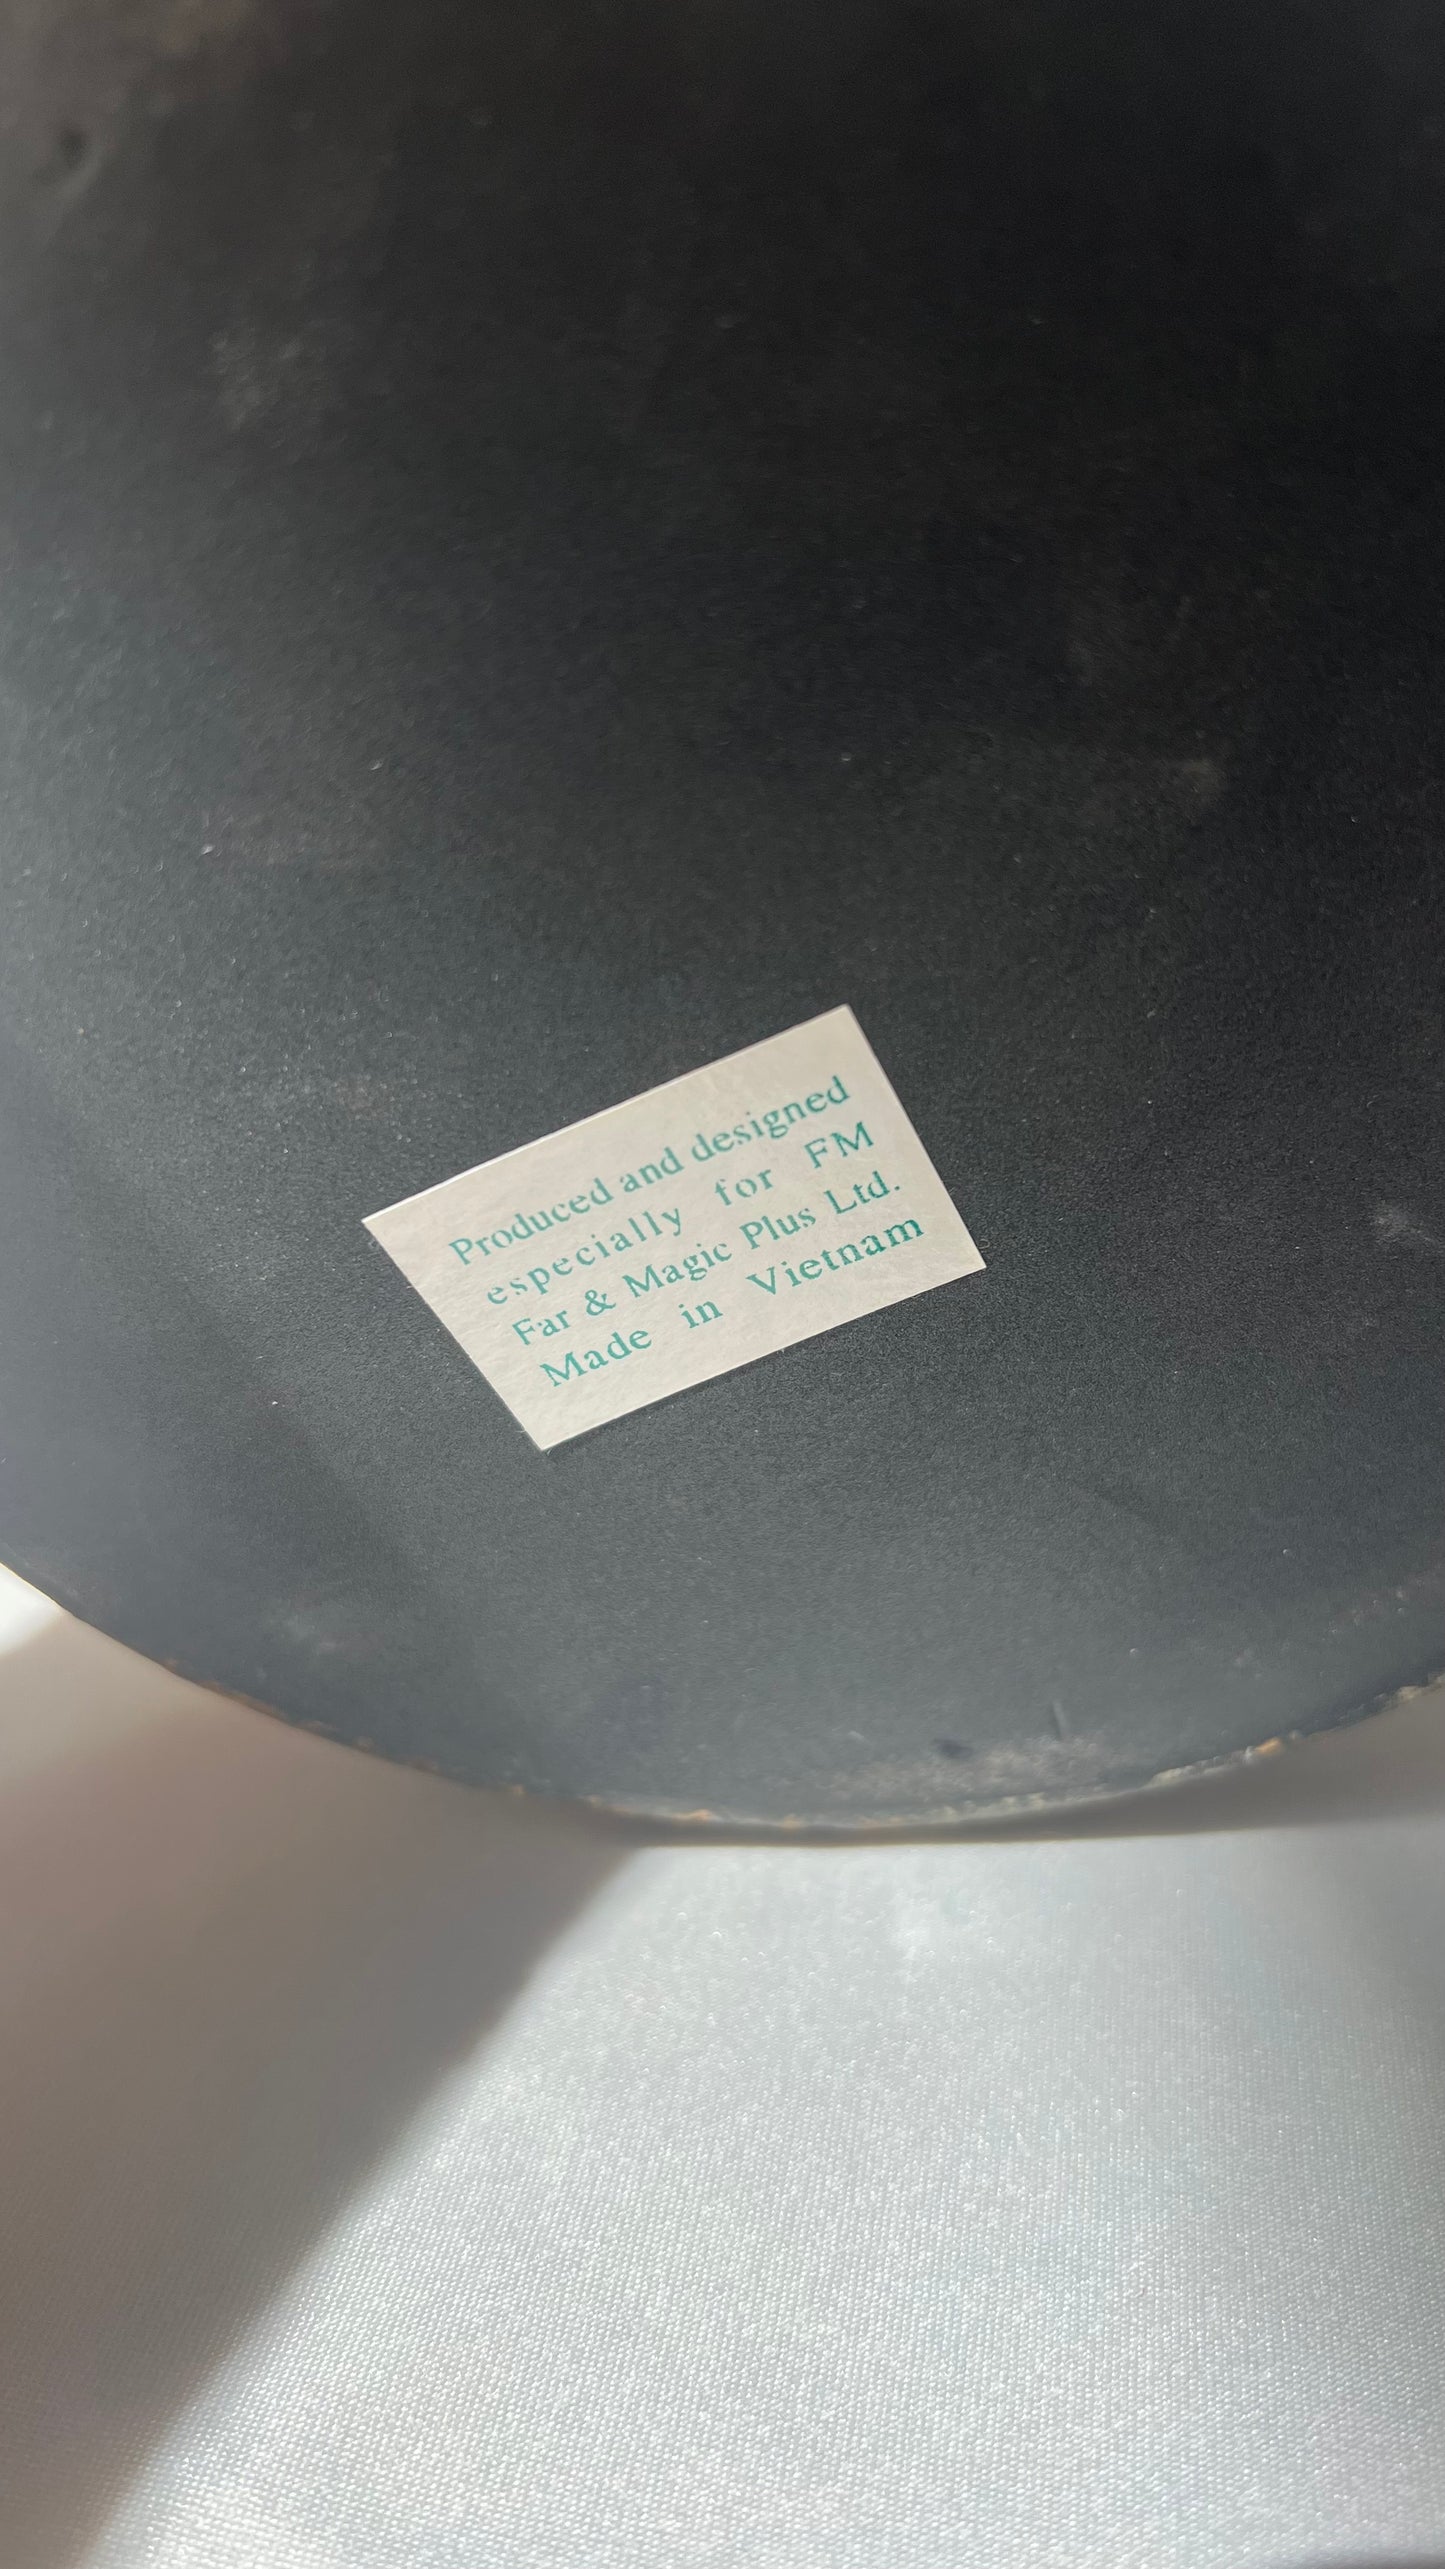 Produced and designed
especially for FM
Far & Magic Plus Ltd.
Made in Vietnam